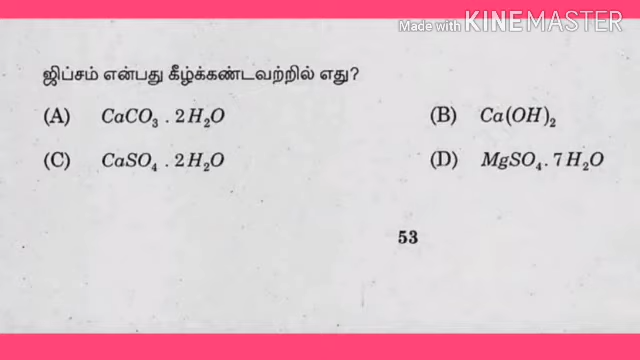 Made with KINEMASTER
ஜிப்சம் என்பது கீழ்க்கண்டவற்றில் எது?
(A) CaCO₃ . 2H₂O (B) Ca(OH)₂
(C) CaSO₄ . 2H₂O (D) MgSO₄. 7H₂O
53